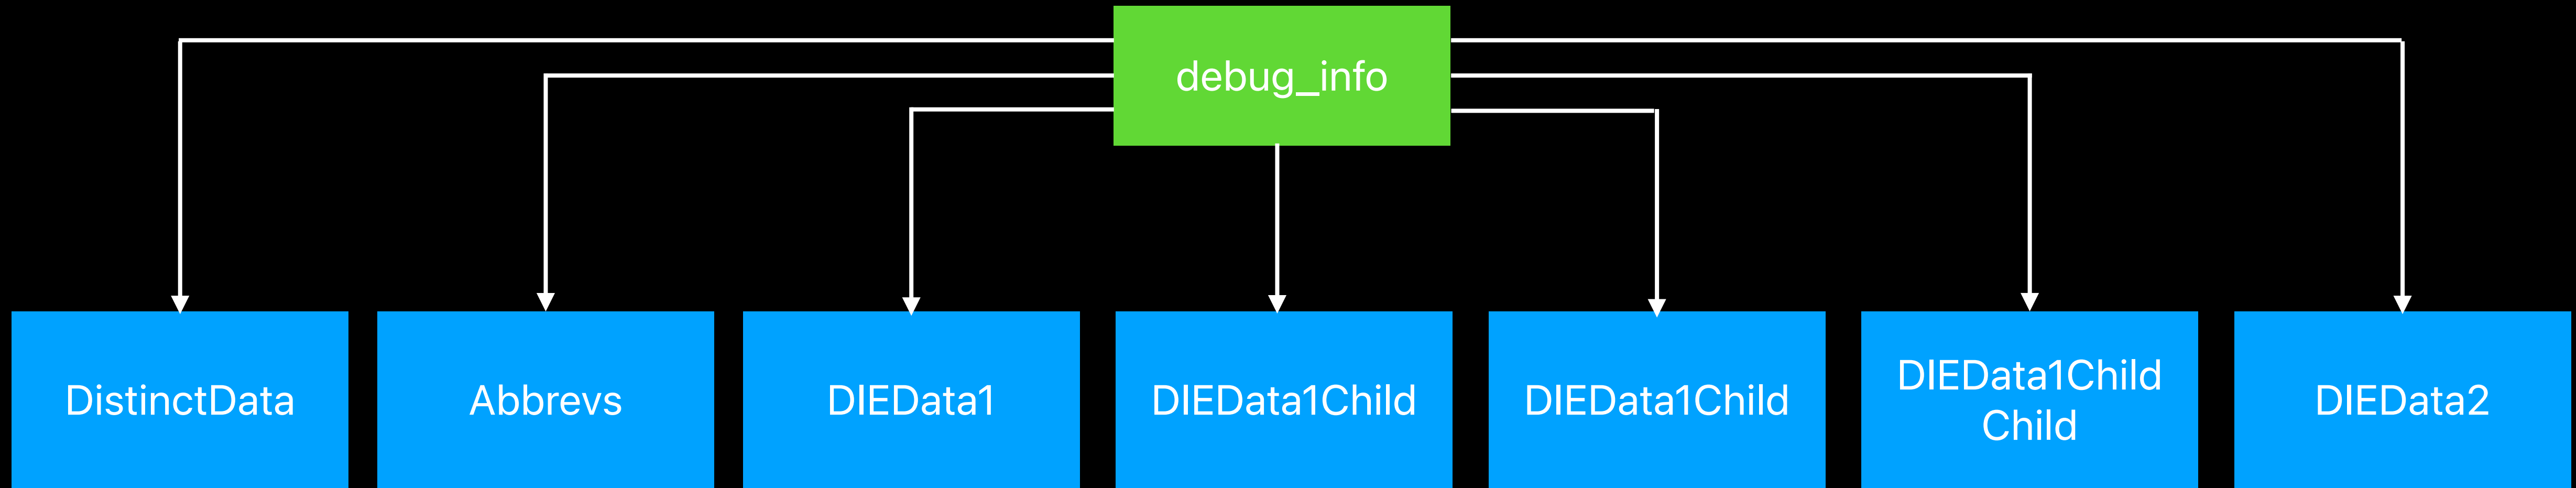 debug_info
DistinctData
Abbrevs
DIEData1
DIEData1Child
DIEData1Child
DIEData1Child
Child
DIEData2